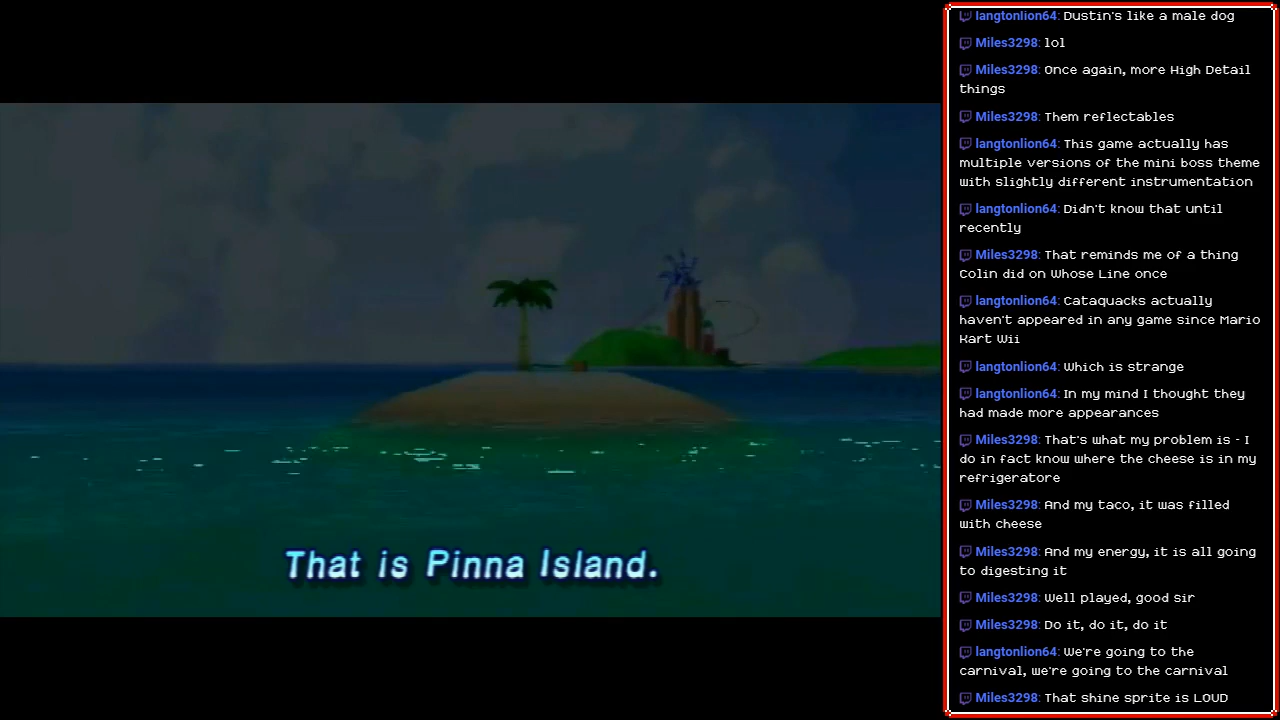 langtonlion64: Dustin's like a male dog
Miles3298: lol
Miles3298: Once again, more High Detail
things
Miles3298: Them reflectables
langtonlion64: This game actually has
multiple versions of the mini boss theme
with slightly different instrumentation
langtonlion64: Didn't know that until
recently
Miles3298: That reminds me of a thing
Colin did on Whose Line once
langtonlion64: Cataquacks actually
haven't appeared in any game since Mario
Kart Wii
langtonlion64: Which is strange
langtonlion64: In my mind I thought they
had made more appearances
Miles3298: That's what my problem is - I
do in fact know where the cheese is in my
refrigeratore
Miles3298: And my taco, it was filled
with cheese
Miles3298: And my energy, it is all going
to digesting it
Miles3298: Well played, good sir
Miles3298: Do it, do it, do it
langtonlion64: We're going to the
carnival, we're going to the carnival
Miles3298: That shine sprite is LOUD
That is Pinna Island.